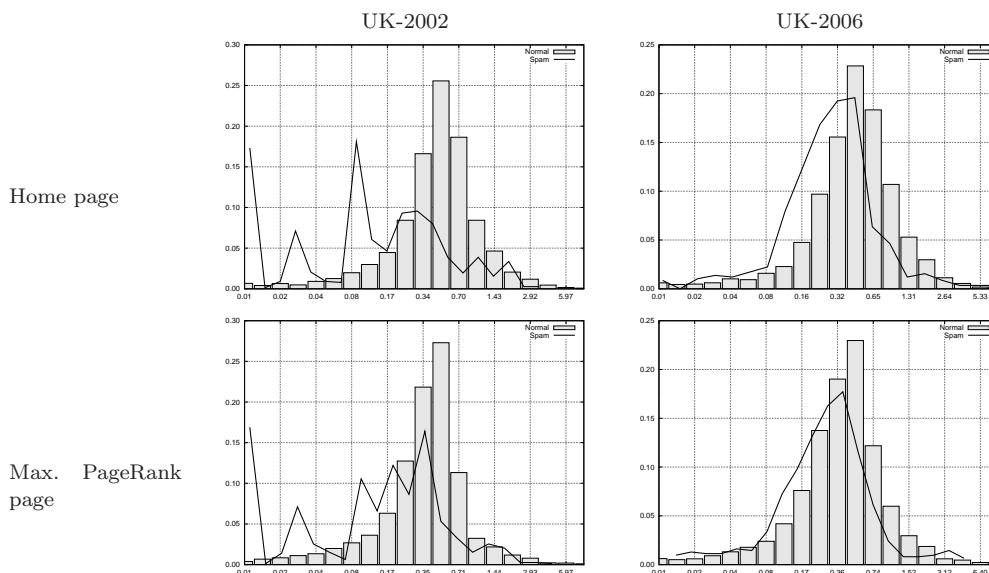 UK-2002
UK-2006
0.30
0.25
0.20
0.15
0.10
0.05
0.00
Normal
Spam
0.01 0.02 0.04 0.08 0.17 0.34 0.70 1.43 2.92 5.97
0.25
0.20
0.15
0.10
0.05
0.00
Normal
Spam
0.01 0.02 0.04 0.08 0.16 0.32 0.65 1.31 2.64 5.33
Home page
0.30
0.25
0.20
0.15
0.10
0.05
0.00
Normal
Spam
0.01 0.02 0.04 0.08 0.17 0.35 0.71 1.44 2.93 5.97
0.25
0.20
0.15
0.10
0.05
0.00
Normal
Spam
0.01 0.02 0.04 0.08 0.17 0.36 0.74 1.52 3.12 6.40
Max. PageRank
page